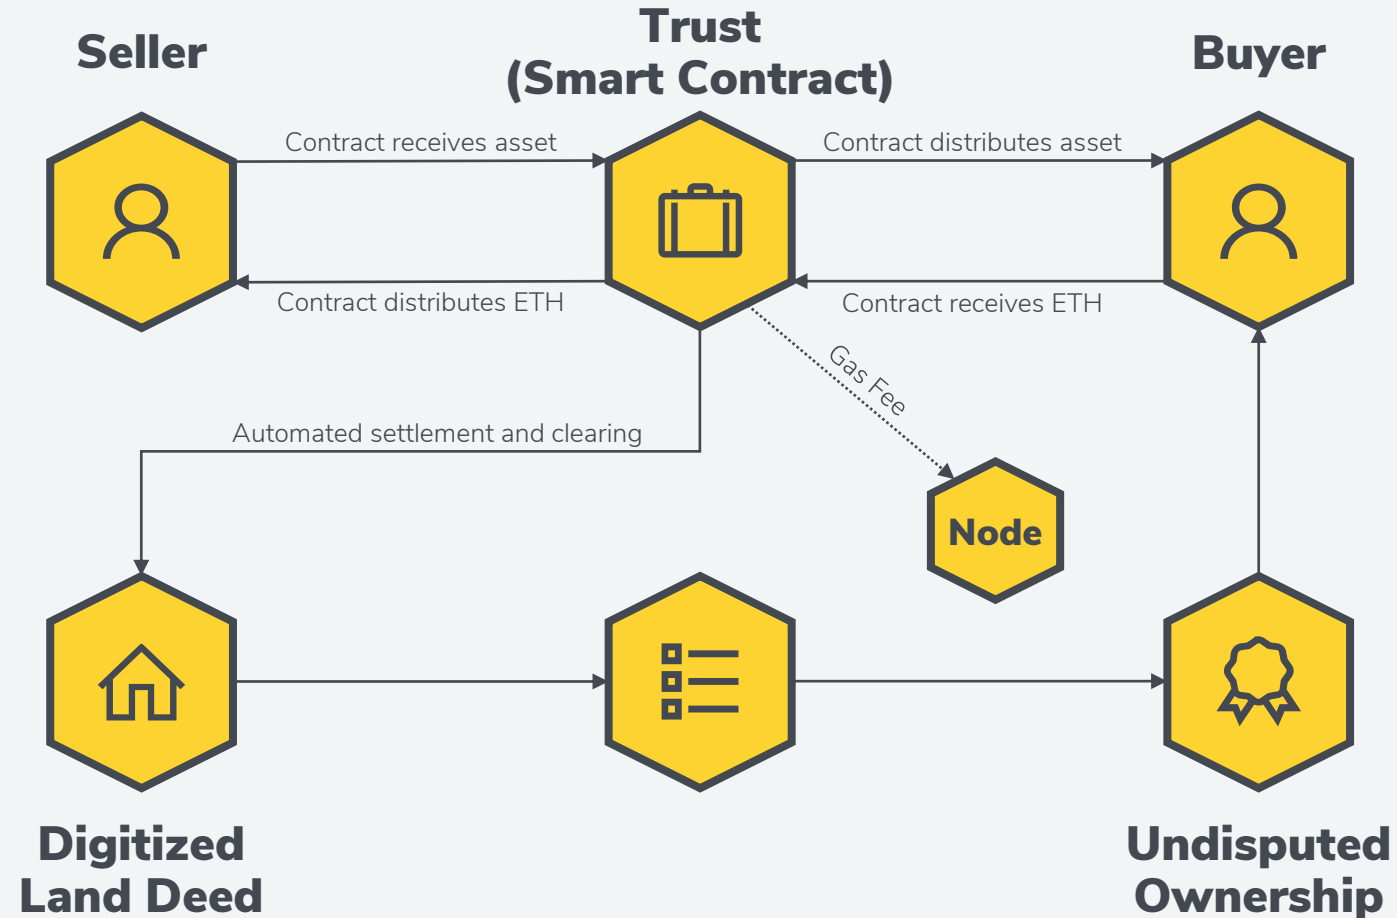 Seller
Trust
(Smart Contract)
Buyer
Contract receives asset
Contract distributes asset
Contract distributes ETH
Contract receives ETH
Gas Fee
Automated settlement and clearing
Node
Digitized
Land Deed
Undisputed
Ownership